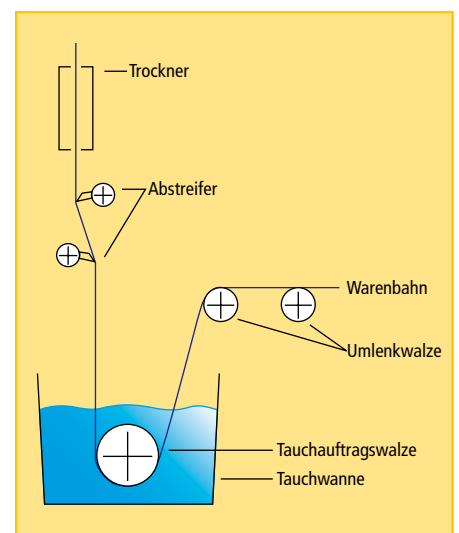 Trockner
Abstreifer
Warenbahn
Umlenkwalze
Tauchauftragswalze
Tauchwanne